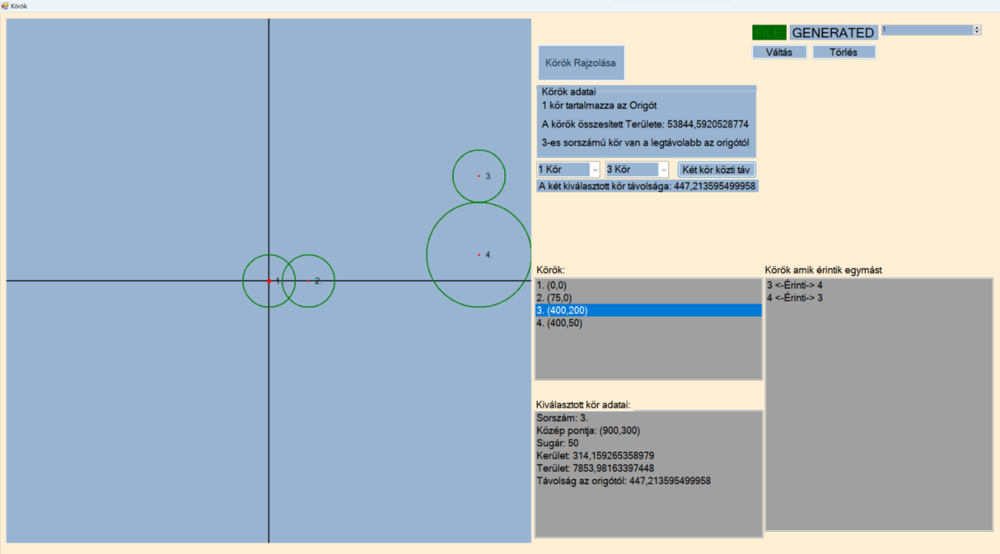 Körök
FILE GENERATED 1
Váltás Törlés
Körök Rajzolása
Körök adatai
1 kör tartalmazza az Origót
A körök összesített Területe: 53844,5920528774
3-es sorszámú kör van a legtávolabb az origótól
1 Kör 3 Kör Két kör közti táv
A két kiválasztott kör távolsága: 447,213595499958
3.
4.
1.
2.
Körök:
1. (0,0)
2. (75,0)
3. (400,200)
4. (400,50)
Körök amik érintik egymást
3 <-Érinti-> 4
4 <-Érinti-> 3
Kiválasztott kör adatai:
Sorszám: 3.
Közép pontja: (900,300)
Sugár: 50
Kerület: 314,159265358979
Terület: 7853,98163397448
Távolság az origótól: 447,213595499958